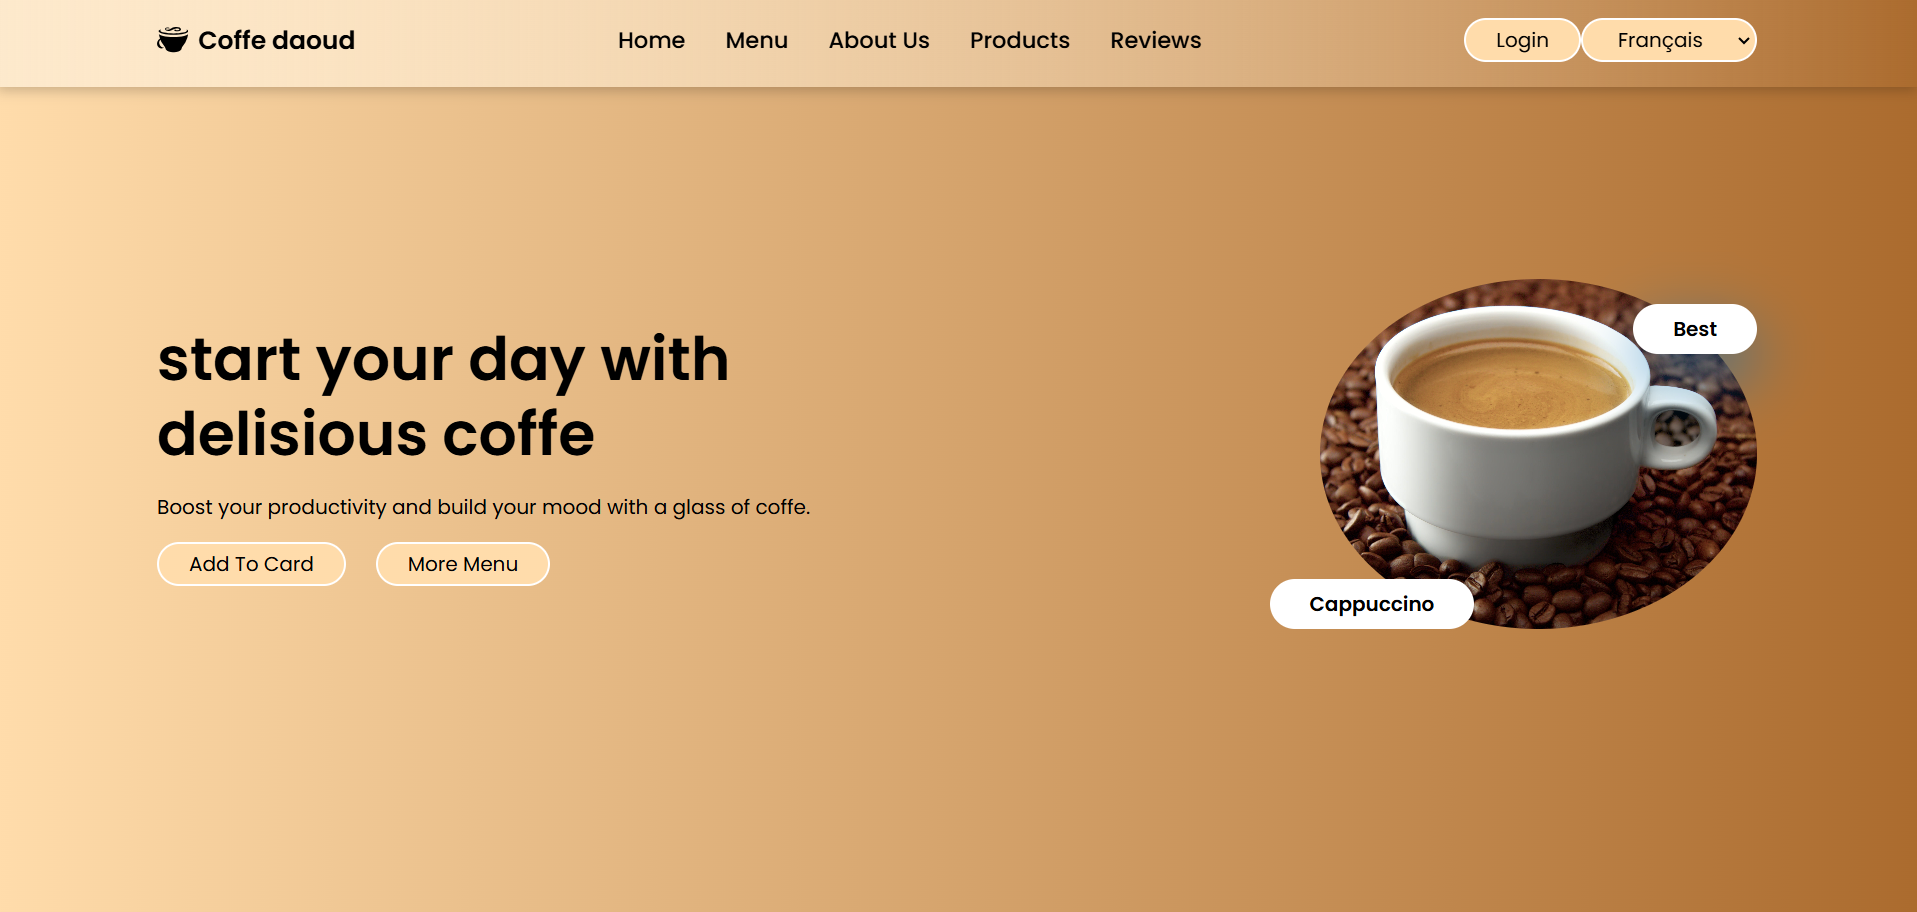 Coffe daoud
Home
Menu
About Us
Products
Reviews
Login
Français
start your day with
delisious coffe
Boost your productivity and build your mood with a glass of coffe.
Add To Card
More Menu
Best
Cappuccino